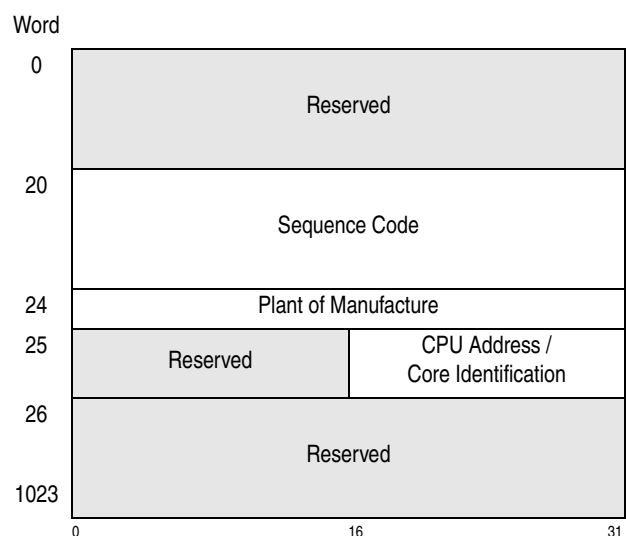 Word
0
Reserved
20
Sequence Code
24
Plant of Manufacture
25
Reserved
CPU Address /
Core Identification
26
Reserved
1023
0 16 31